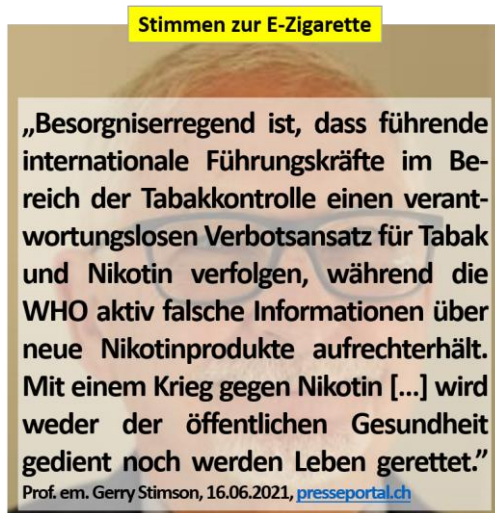 Stimmen zur E-Zigarette
„Besorgniserregend ist, dass führende
internationale Führungskräfte im Be-
reich der Tabakkontrolle einen verant-
wortungslosen Verbotsansatz für Tabak
und Nikotin verfolgen, während die
WHO aktiv falsche Informationen über
neue Nikotinprodukte aufrechterhält.
Mit einem Krieg gegen Nikotin [...] wird
weder der öffentlichen Gesundheit
gedient noch werden Leben gerettet.”
Prof. em. Gerry Stimson, 16.06.2021, presseportal.ch